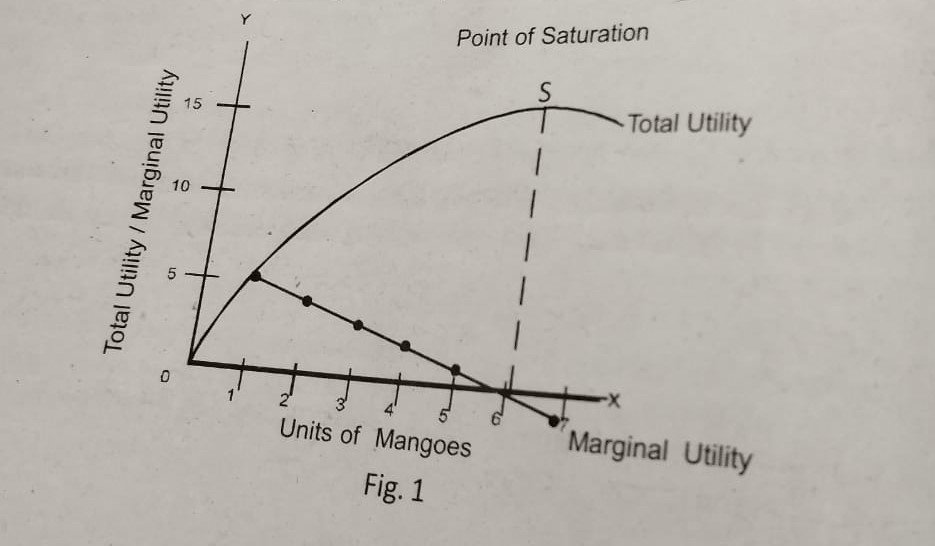 Y
Point of Saturation
S
15
Total Utility
10
5
Total Utility / Marginal Utility
0
1
2
3
4
5
6
7
X
Units of Mangoes
Marginal Utility
Fig. 1